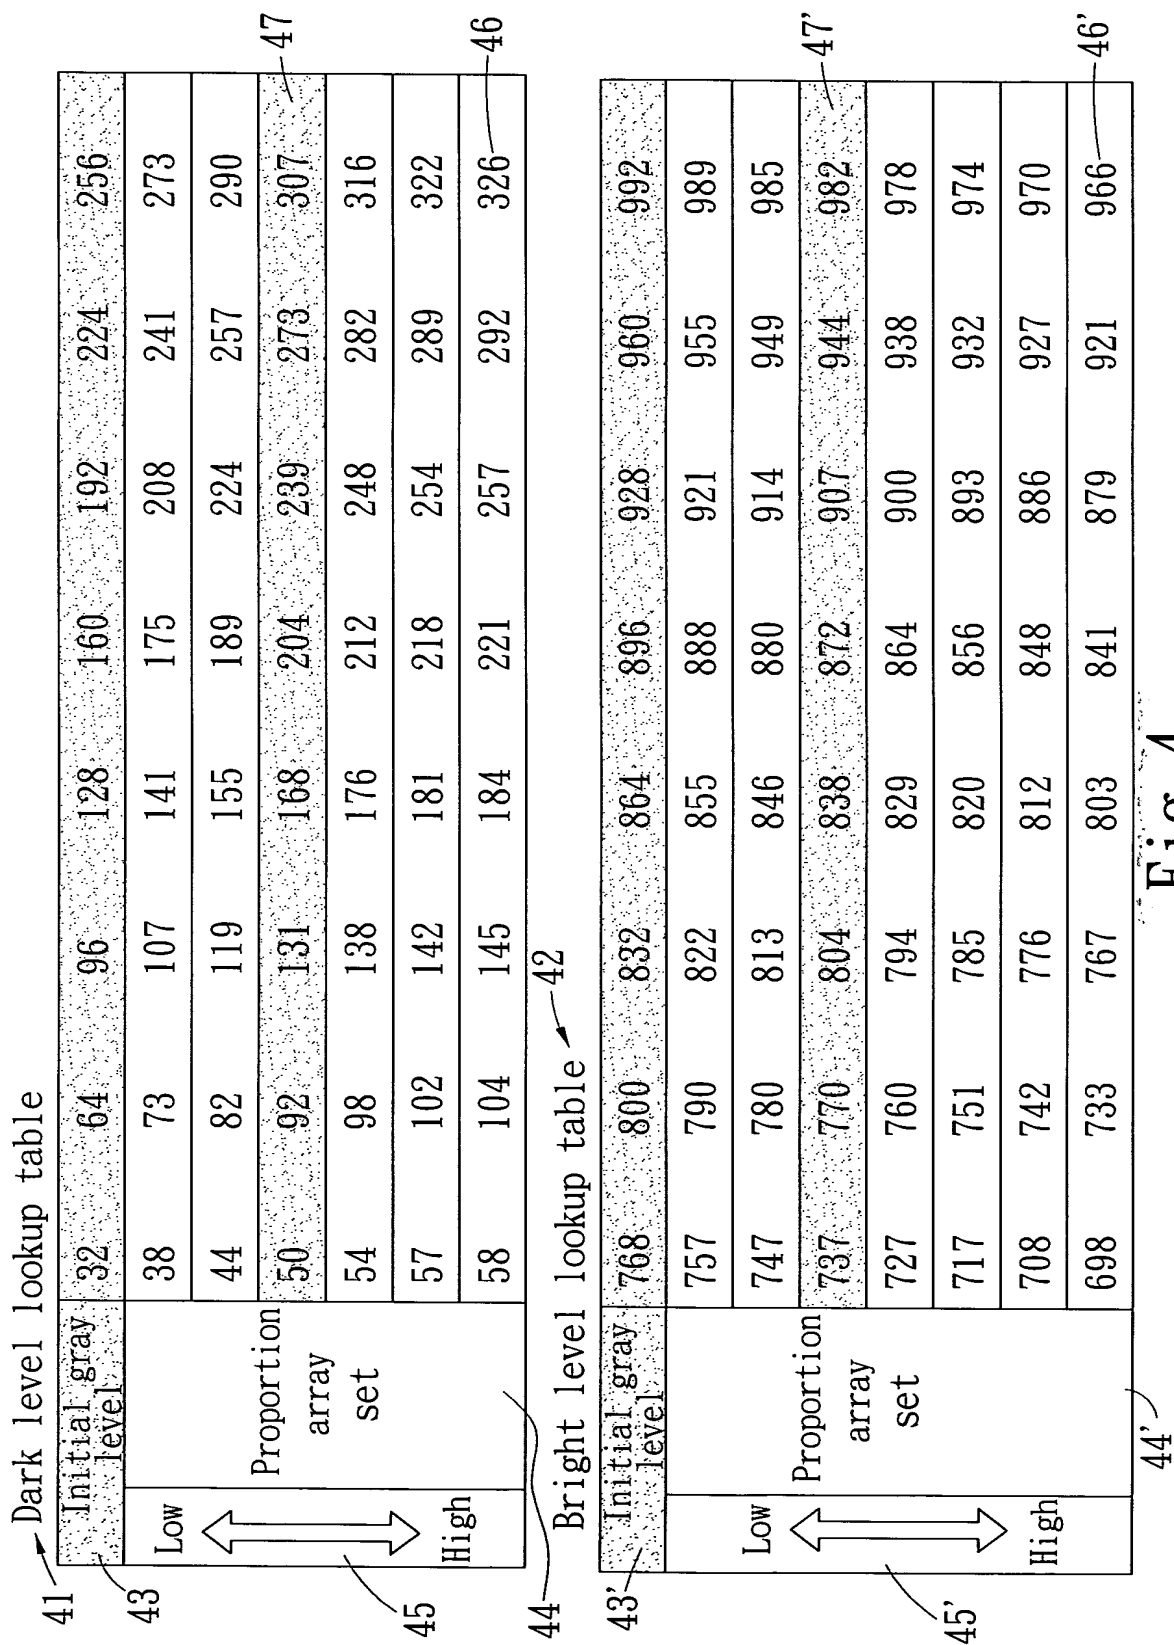 41
Dark level lookup table
Initial gray level 32 64 96 128 160 192 224 256
38 73 107 141 175 208 241 273
44 82 119 155 189 224 257 290
50 92 131 168 204 239 273 307
54 98 138 176 212 248 282 316
57 102 142 181 218 254 289 322
58 104 145 184 221 257 292 326
Low
High
Proportion array set
43
45
44
47
46
Bright level lookup table
42
Initial gray level 768 800 832 864 896 928 960 992
757 790 822 855 888 921 955 989
747 780 813 846 880 914 949 985
737 770 804 838 872 907 944 982
727 760 794 829 864 900 938 978
717 751 785 820 856 893 932 974
708 742 776 812 848 886 927 970
698 733 767 803 841 879 921 966
Low
High
Proportion array set
43'
45'
44'
47'
46'
Fig 4